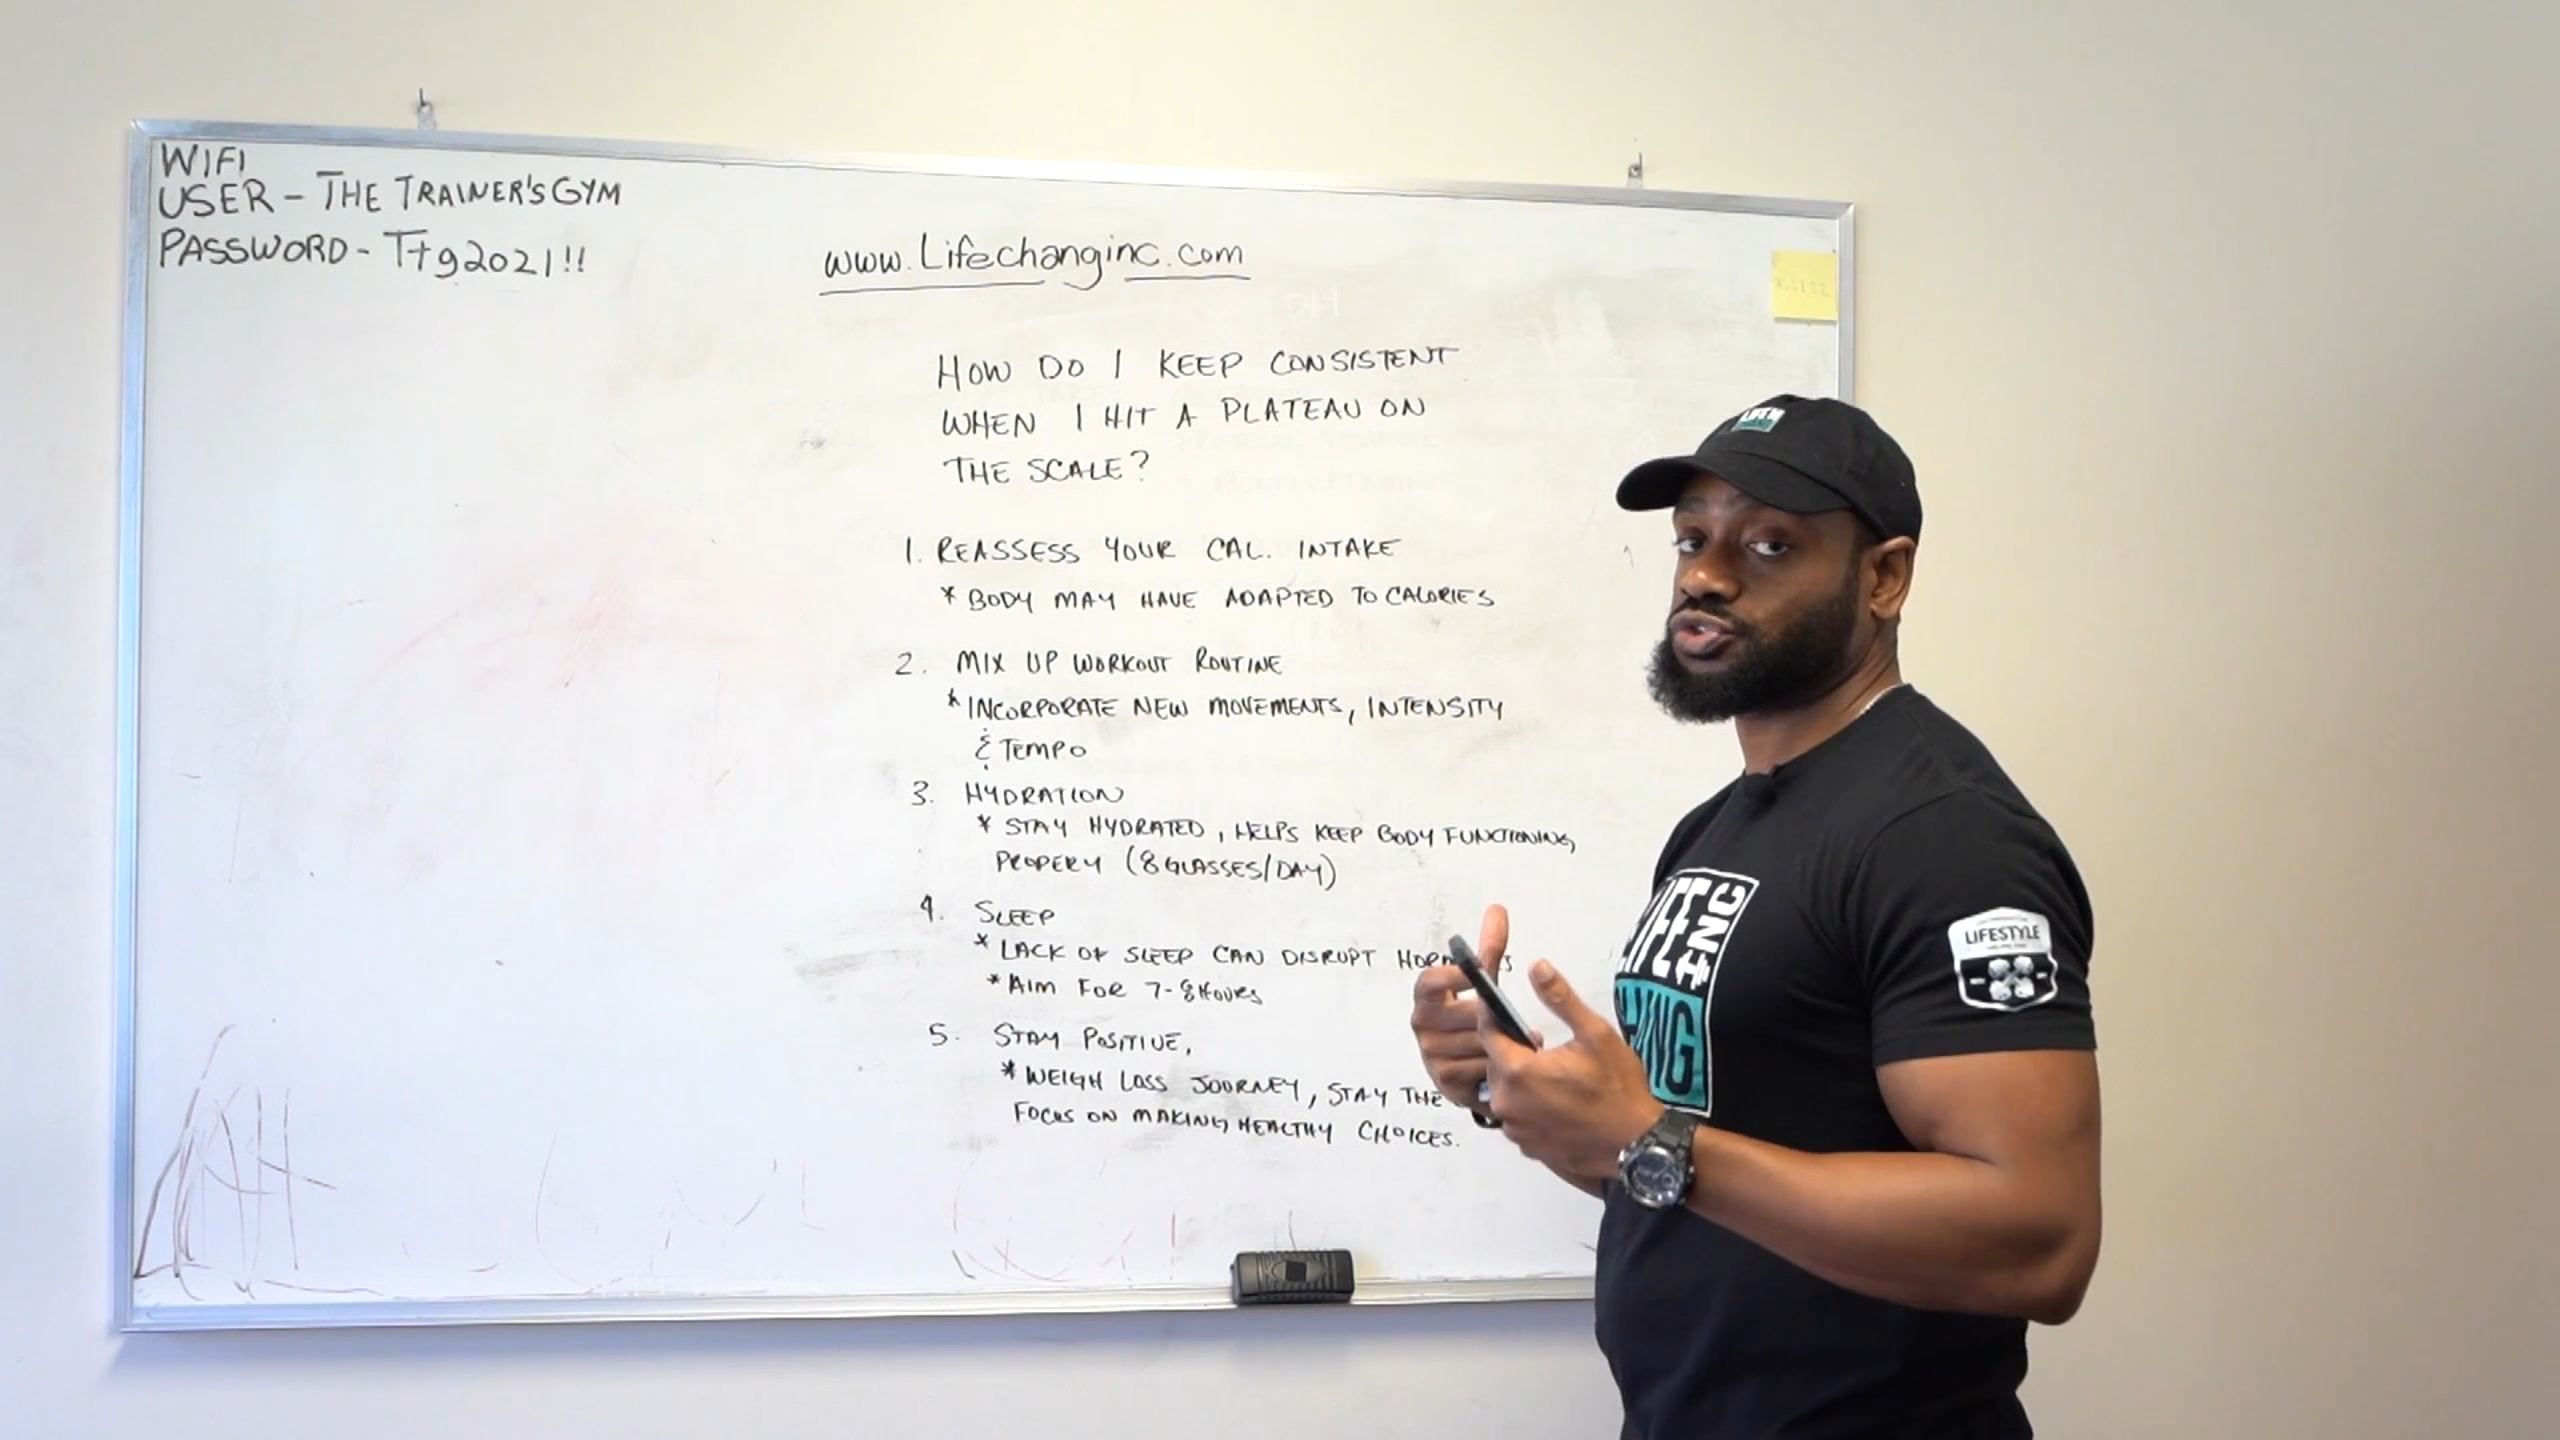 WIFI
USER - THE TRAINER'S GYM
PASSWORD - Ttg2021!!
www.Lifechanginc.com
HOW DO I KEEP CONSISTENT
WHEN I HIT A PLATEAU ON
THE SCALE?
1. REASSESS YOUR CAL. INTAKE
* BODY MAY HAVE ADAPTED TO CALORIES
2. MIX UP WORKOUT ROUTINE
* INCORPORATE NEW MOVEMENTS, INTENSITY
& TEMPO
3. HYDRATION
* STAY HYDRATED, HELPS KEEP BODY FUNCTIONING
PROPERY (8 GLASSES/DAY)
4. SLEEP
* LACK OF SLEEP CAN DISRUPT
* AIM FOR 7-8 HOURS
5. STAY POSITIVE,
* WEIGH LOSS JOURNEY, STAY THE
FOCUS ON MAKING HEALTHY CHOICES.
LIFE
INC
LIFESTYLE